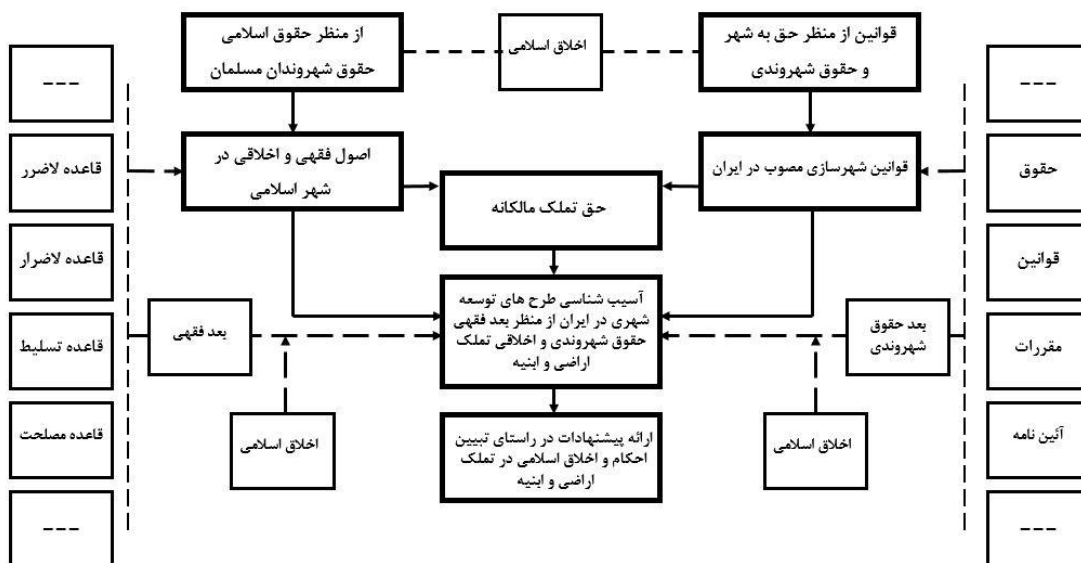 قوانین از منظر حق به شهر
و حقوق شهروندی
اخلاق اسلامی
از منظر حقوق اسلامی
حقوق شهروندان مسلمان
---
حقوق
قوانین
مقررات
آئین نامه
---
قوانین شهرسازی مصوب در ایران
اصول فقهی و اخلاقی در
شهر اسلامی
حق تملک مالکانه
آسیب شناسی طرح های توسعه
شهری در ایران از منظر بعد فقهی
حقوق شهروندی و اخلاقی تملک
اراضی و ابنیه
بعد حقوق
شهروندی
بعد فقهی
اخلاق اسلامی
ارائه پیشنهادات در راستای تبیین
احکام و اخلاق اسلامی در تملک
اراضی و ابنیه
اخلاق اسلامی
---
قاعده لاضرر
قاعده لاضرار
قاعده تسلیط
قاعده مصلحت
---